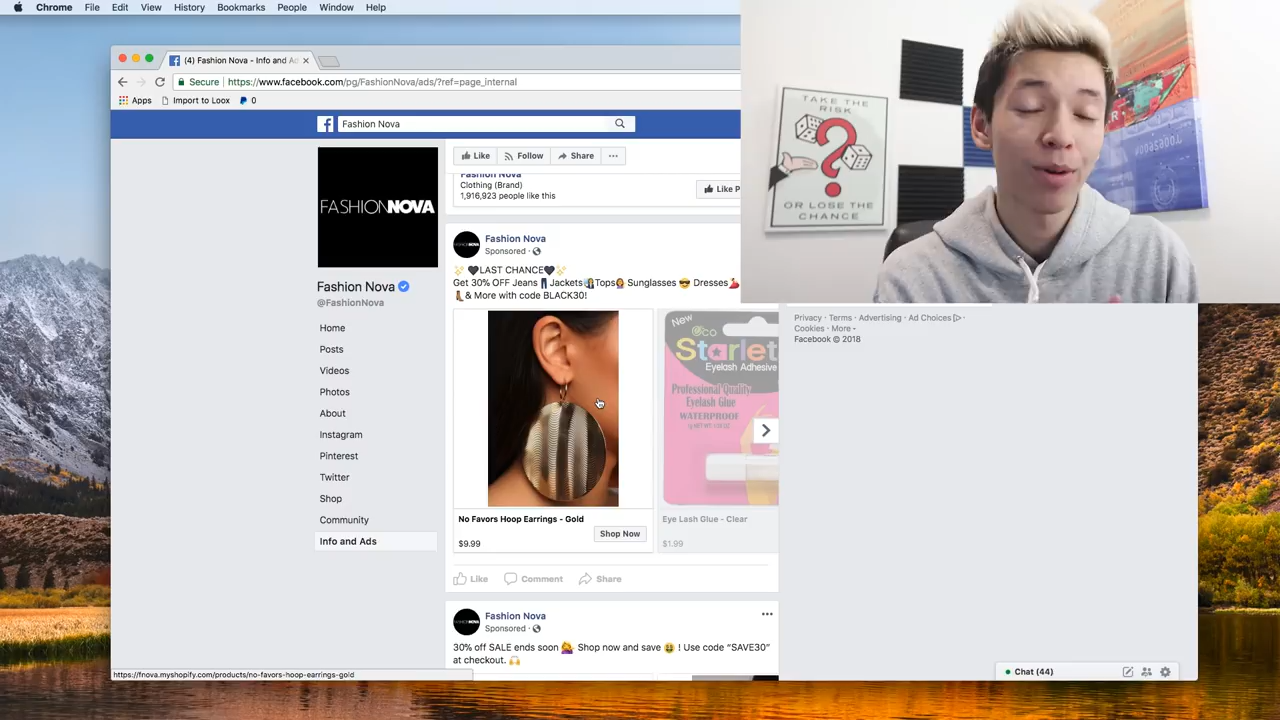 Chrome File Edit View History Bookmarks People Window Help
(4) Fashion Nova - Info and Ad
Secure https://www.facebook.com/pg/FashionNova/ads/?ref=page_internal
Apps Import to Loox 0
Fashion Nova
Like Follow Share ...
FASHIONNOVA
Fashion Nova
@FashionNova
Home
Posts
Videos
Photos
About
Instagram
Pinterest
Twitter
Shop
Community
Info and Ads
Fashion Nova
Clothing (Brand)
1,916,923 people like this
Like P
Fashion Nova
Sponsored ·
LAST CHANCE
Get 30% OFF Jeans Jackets Tops Sunglasses Dresses
& More with code BLACK30!
New
eco
Starlet
Eyelash Adhesive
Professional Quality
Eyelash Glue
WATERPROOF
No Favors Hoop Earrings - Gold
Shop Now
$9.99
Eye Lash Glue - Clear
$1.99
Like Comment Share
Fashion Nova
Sponsored ·
30% off SALE ends soon . Shop now and save ! Use code "SAVE30"
at checkout.
https://fnova.myshopify.com/products/no-favors-hoop-earrings-gold
TAKE THE
RISK
?
OR LOSE THE
CHANCE
Privacy · Terms · Advertising · Ad Choices ·
Cookies · More
Facebook © 2018
Chat (44)